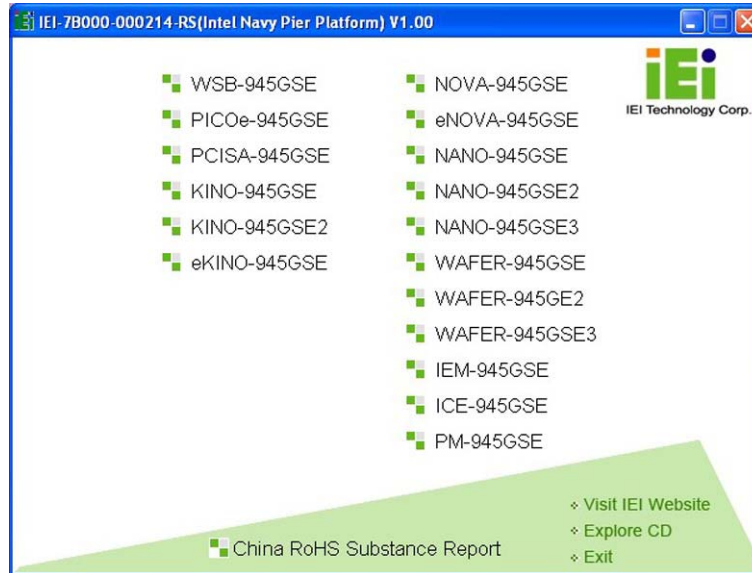 IEI-7B000-000214-RS(Intel Navy Pier Platform) V1.00
iEi
IEI Technology Corp.
WSB-945GSE
PICOe-945GSE
PCISA-945GSE
KINO-945GSE
KINO-945GSE2
eKINO-945GSE
NOVA-945GSE
eNOVA-945GSE
NANO-945GSE
NANO-945GSE2
NANO-945GSE3
WAFER-945GSE
WAFER-945GE2
WAFER-945GSE3
IEM-945GSE
ICE-945GSE
PM-945GSE
China RoHS Substance Report
Visit IEI Website
Explore CD
Exit